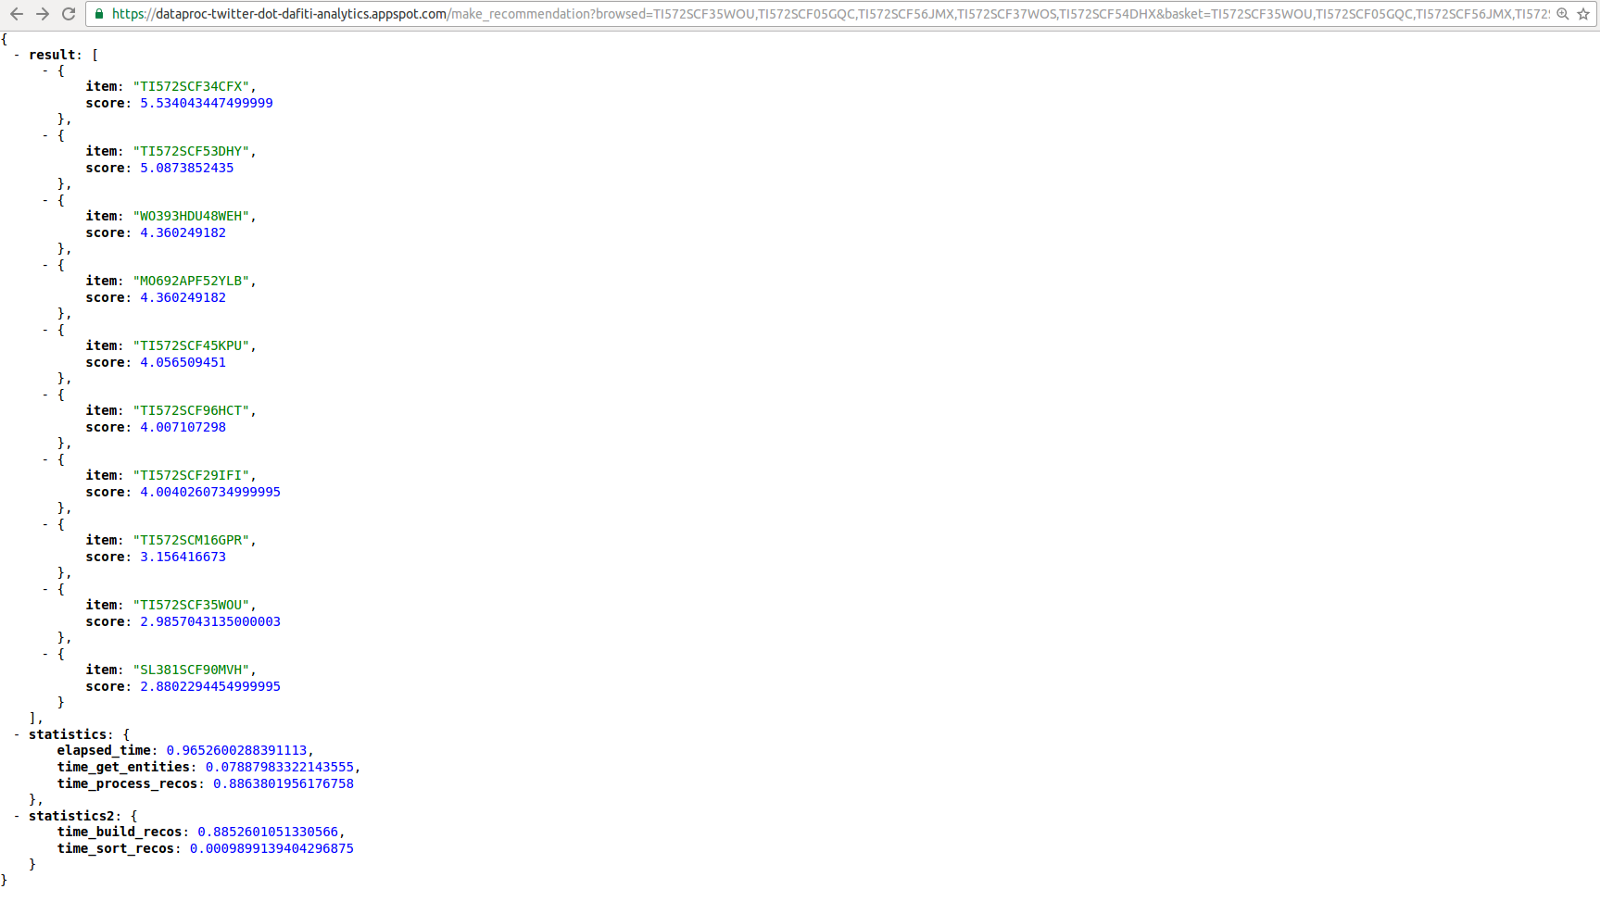 https://dataproc-twitter-dot-dafiti-analytics.appspot.com/make_recommendation?browsed=TI572SCF35WOU,TI572SCF05GQC,TI572SCF56JMX,TI572SCF37WOS,TI572SCF54DHX&basket=TI572SCF35WOU,TI572SCF05GQC,TI572SCF56JMX,TI572S
{
- result: [
- {
item: "TI572SCF34CFX",
score: 5.534043447499999
},
- {
item: "TI572SCF53DHY",
score: 5.0873852435
},
- {
item: "WO393HDU48WEH",
score: 4.360249182
},
- {
item: "MO692APF52YLB",
score: 4.360249182
},
- {
item: "TI572SCF45KPU",
score: 4.056509451
},
- {
item: "TI572SCF96HCT",
score: 4.007107298
},
- {
item: "TI572SCF29IFI",
score: 4.0040260734999995
},
- {
item: "TI572SCM16GPR",
score: 3.156416673
},
- {
item: "TI572SCF35WOU",
score: 2.9857043135000003
},
- {
item: "SL381SCF90MVH",
score: 2.8802294454999995
}
],
- statistics: {
elapsed_time: 0.9652600288391113,
time_get_entities: 0.07887983322143555,
time_process_recos: 0.8863801956176758
},
- statistics2: {
time_build_recos: 0.8852601051330566,
time_sort_recos: 0.0009899139404296875
}
}